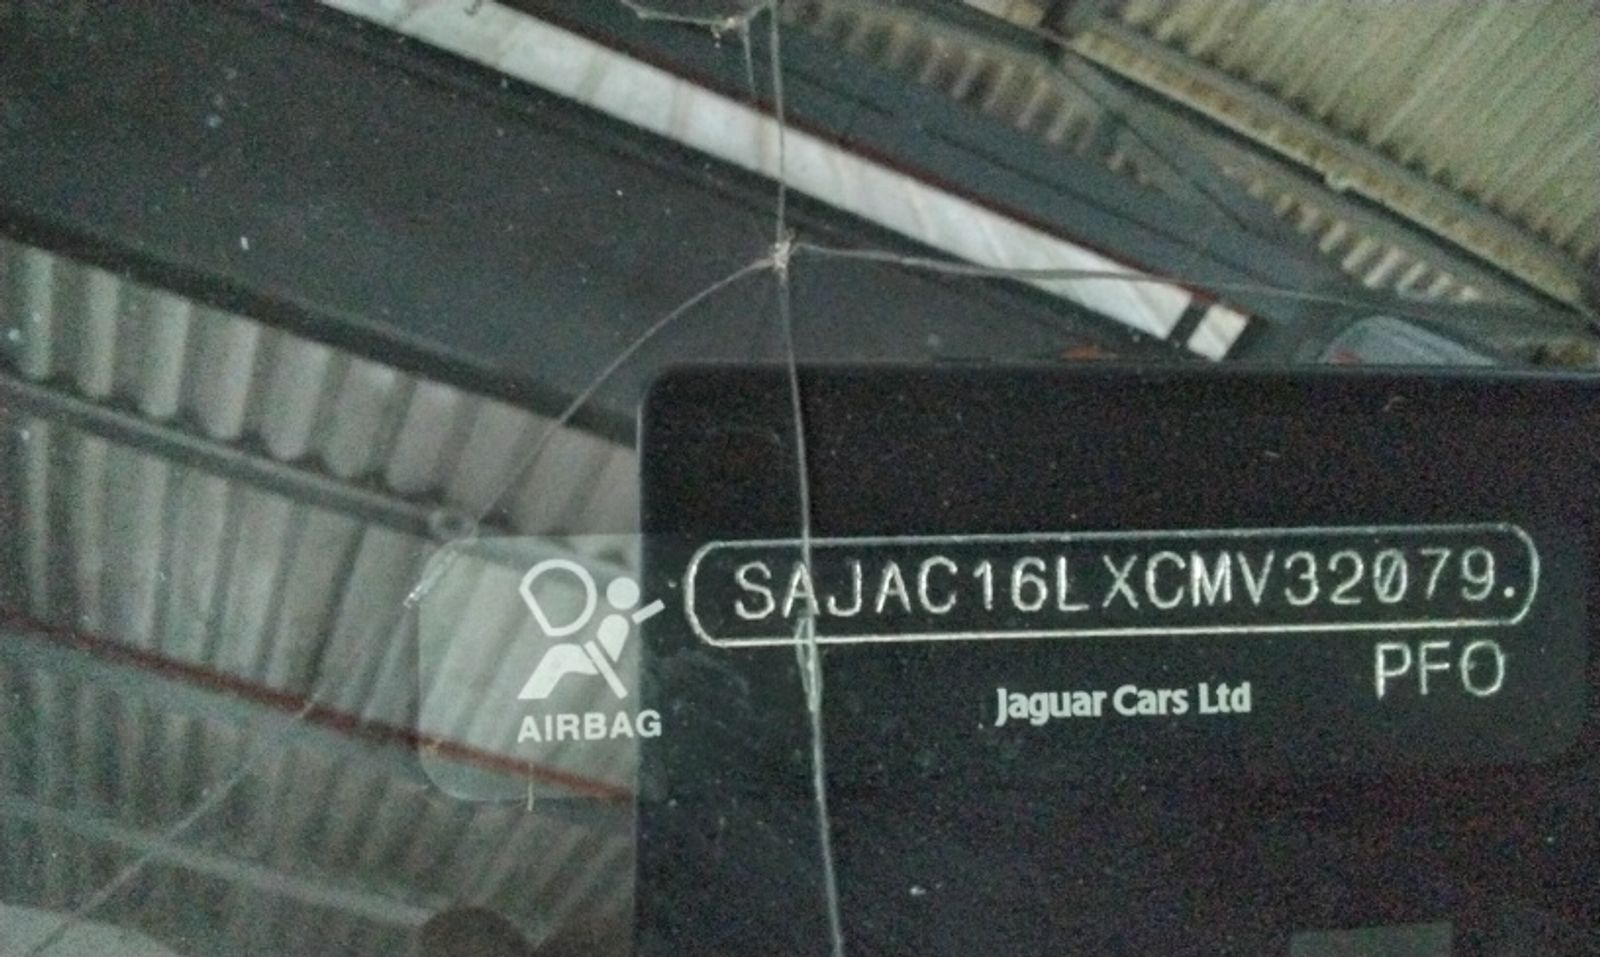 SAJAC16LXCMV32079.
PFO
Jaguar Cars Ltd
AIRBAG